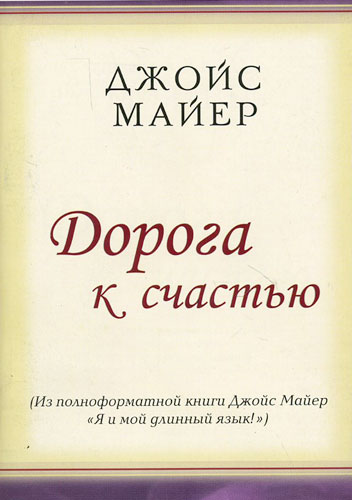 ДЖОЙС
МАЙЕР
Дорога
к счастью
(Из полноформатной книги Джойс Майер
«Я и мой длинный язык!»)